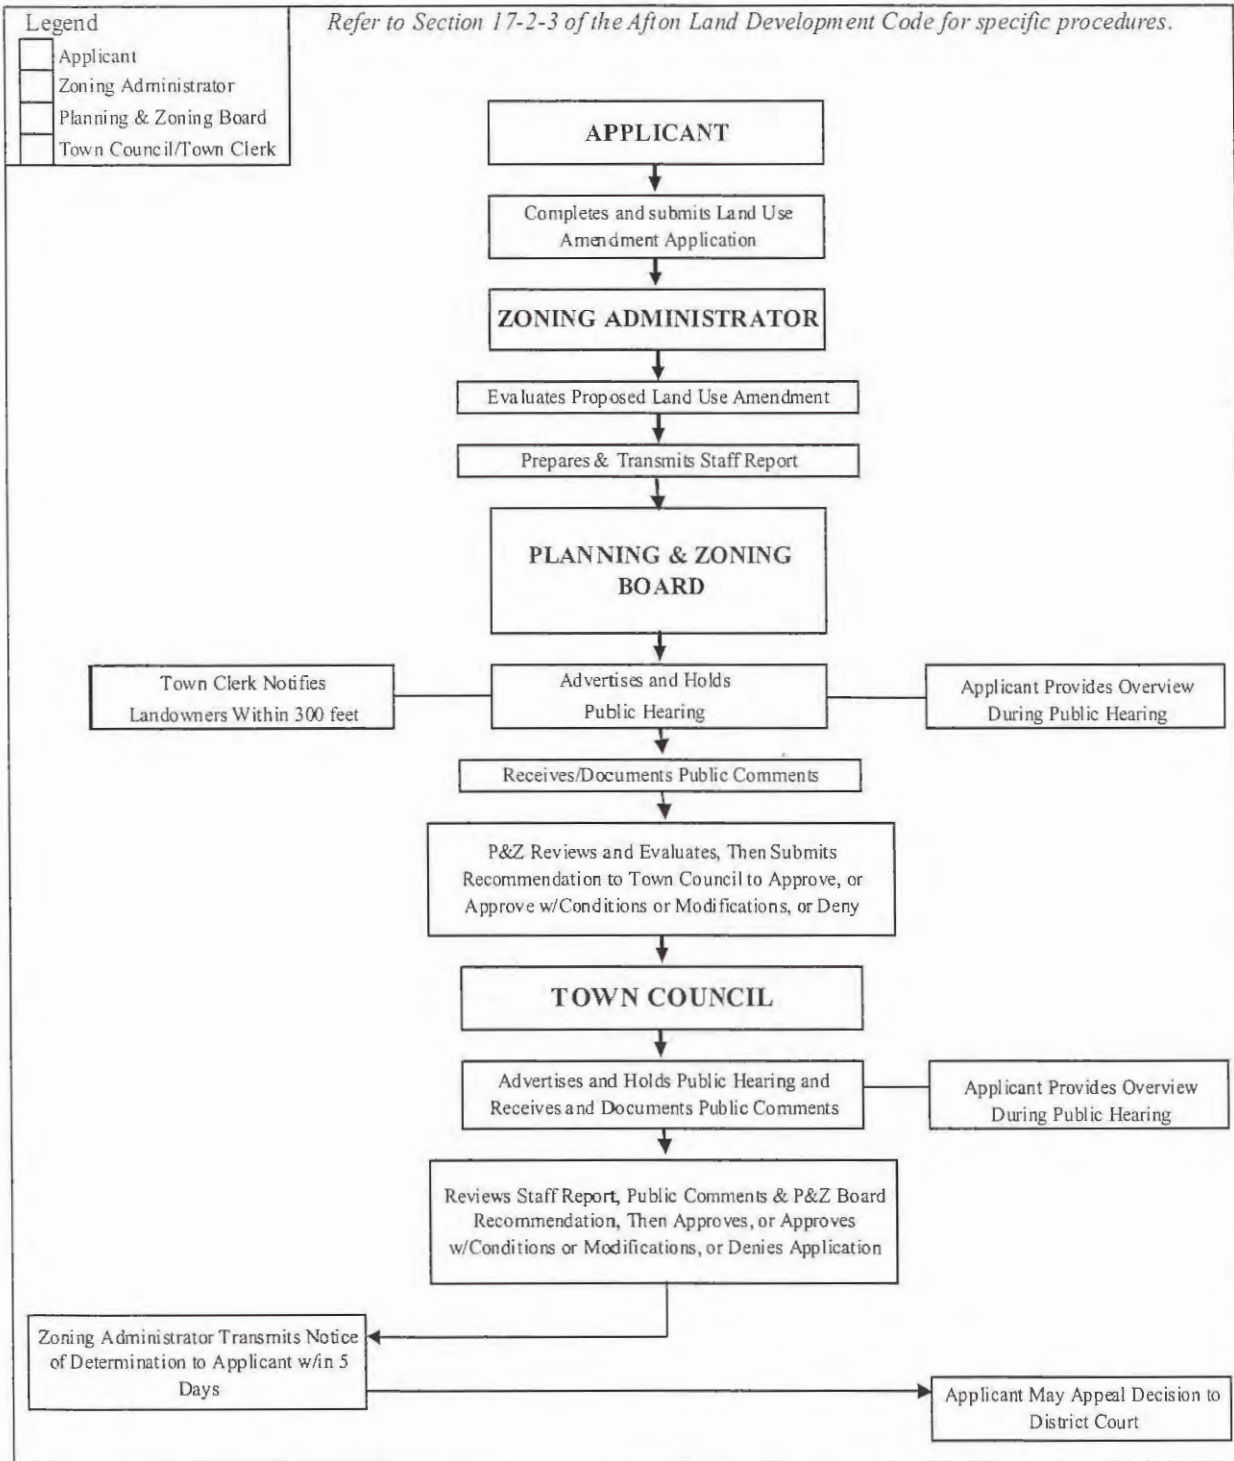 Legend
Applicant
Zoning Administrator
Planning & Zoning Board
Town Council/Town Clerk
Refer to Section 17-2-3 of the Afton Land Development Code for specific procedures.
APPLICANT
Completes and submits Land Use
Amendment Application
ZONING ADMINISTRATOR
Evaluates Proposed Land Use Amendment
Prepares & Transmits Staff Report
PLANNING & ZONING
BOARD
Town Clerk Notifies
Landowners Within 300 feet
Advertises and Holds
Public Hearing
Applicant Provides Overview
During Public Hearing
Receives/Documents Public Comments
P&Z Reviews and Evaluates, Then Submits
Recommendation to Town Council to Approve, or
Approve w/Conditions or Modifications, or Deny
TOWN COUNCIL
Advertises and Holds Public Hearing and
Receives and Documents Public Comments
Applicant Provides Overview
During Public Hearing
Reviews Staff Report, Public Comments & P&Z Board
Recommendation, Then Approves, or Approves
w/Conditions or Modifications, or Denies Application
Zoning Administrator Transmits Notice
of Determination to Applicant w/in 5
Days
Applicant May Appeal Decision to
District Court